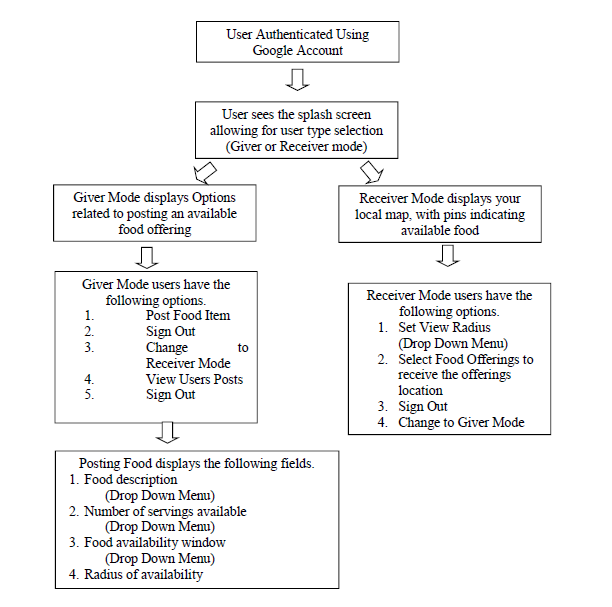 User Authenticated Using
Google Account
User sees the splash screen
allowing for user type selection
(Giver or Receiver mode)
Giver Mode displays Options
related to posting an available
food offering
Receiver Mode displays your
local map, with pins indicating
available food
Giver Mode users have the
following options.
1. Post Food Item
2. Sign Out
3. Change to
Receiver Mode
4. View Users Posts
5. Sign Out
Receiver Mode users have the
following options.
1. Set View Radius
(Drop Down Menu)
2. Select Food Offerings to
receive the offerings
location
3. Sign Out
4. Change to Giver Mode
Posting Food displays the following fields.
1. Food description
(Drop Down Menu)
2. Number of servings available
(Drop Down Menu)
3. Food availability window
(Drop Down Menu)
4. Radius of availability